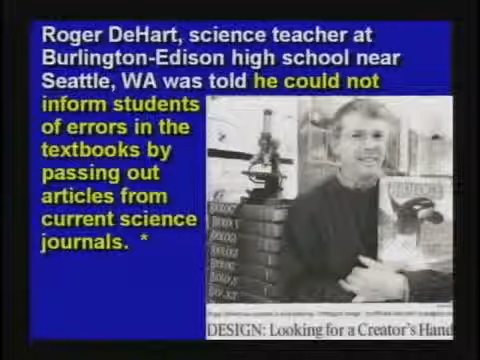 Roger DeHart, science teacher at
Burlington-Edison high school near
Seattle, WA was told he could not
inform students
of errors in the
textbooks by
passing out
articles from
current science
journals. *
BIOLOGY
DESIGN: Looking for a Creator's Hand